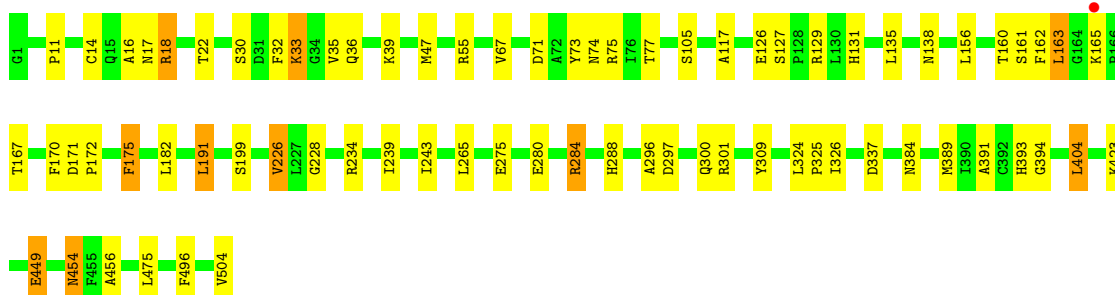 G1 P11 C14 Q15 A16 N17 R18 T22 S30 D31 F32 K33 G34 V35 Q36 K39 M47 R55 V67 D71 A72 Y73 N74 R75 I76 T77 S105 A117 E126 S127 P128 R129 L130 H131 L135 N138 L156 T160 S161 F162 L163 G164 K165
T167 F170 D171 P172 F175 L182 L191 S199 V226 L227 G228 R234 I239 I243 L265 E275 E280 R284 H288 A296 D297 Q300 R301 Y309 L324 P325 I326 D337 N384 M389 I390 A391 C392 H393 G394 L404
E449 N454 F455 A456 L475 F496 V504